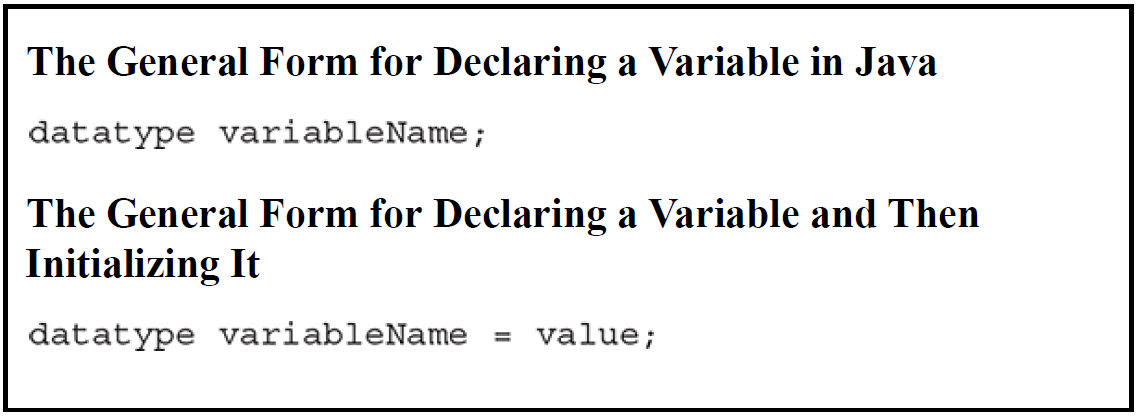 The General Form for Declaring a Variable in Java
datatype variableName;
The General Form for Declaring a Variable and Then
Initializing It
datatype variableName = value;